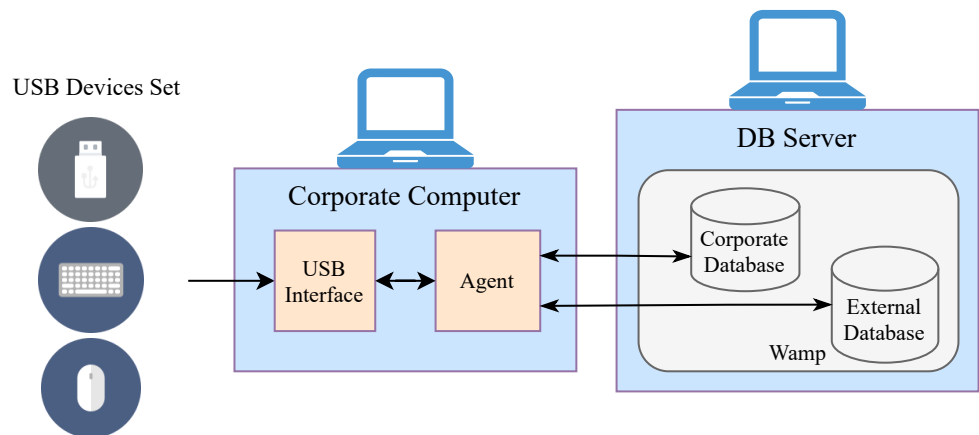 USB Devices Set
Corporate Computer
USB
Interface
Agent
DB Server
Corporate
Database
External
Database
Wamp